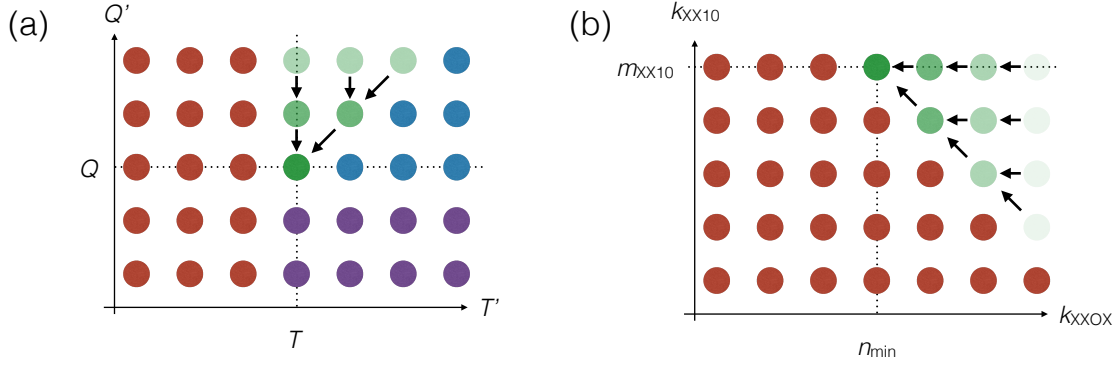 (a)
Q'
Q
T
T'
(b)
kXX10
mXX10
nmin
kXXOX